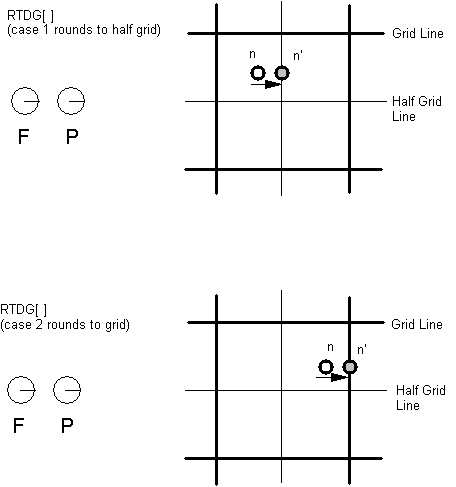 RTDG[ ]
(case 1 rounds to half grid)
Grid Line
n n'
Half Grid
Line
F P
RTDG[ ]
(case 2 rounds to grid)
Grid Line
n n'
Half Grid
Line
F P